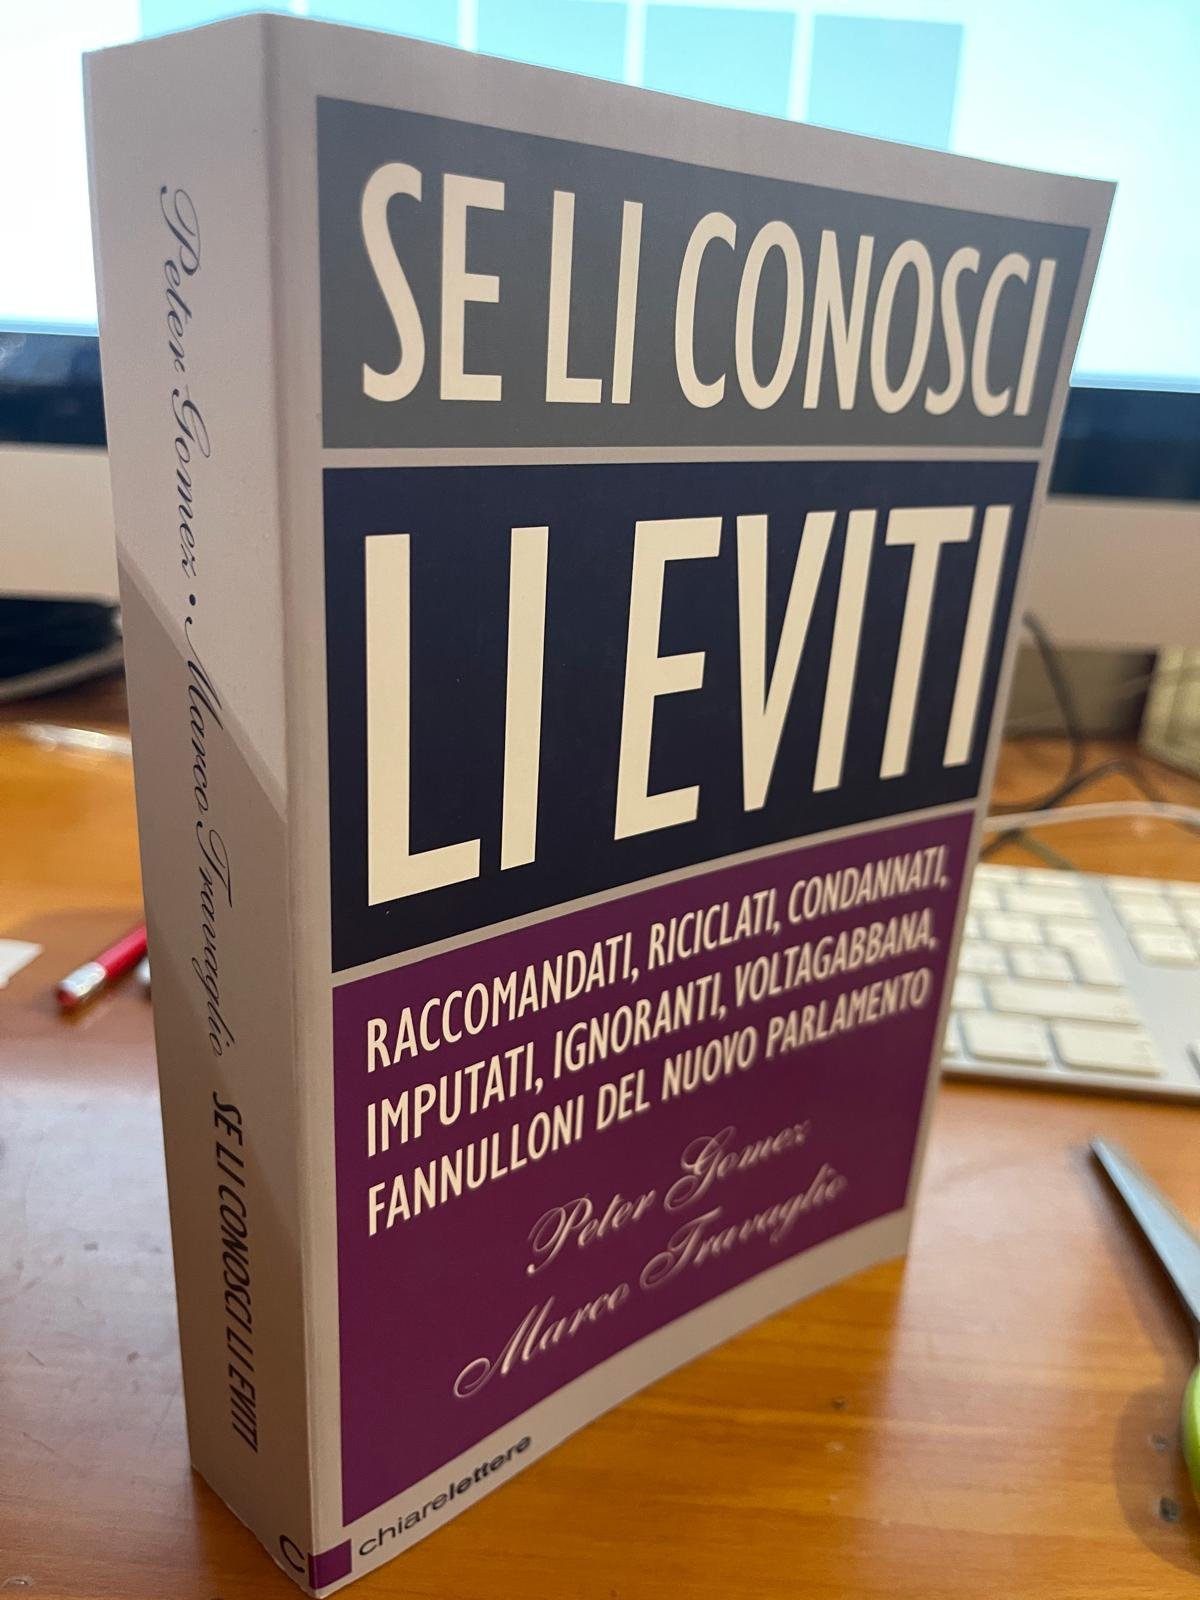 Peter Gomez • Marco Travaglio SE LI CONOSCI LI EVITI
SE LI CONOSCI
LI EVITI
RACCOMANDATI, RICICLATI, CONDANNATI,
IMPUTATI, IGNORANTI, VOLTAGABBANA,
FANNULLONI DEL NUOVO PARLAMENTO
Peter Gomez
Marco Travaglio
chiarelettere